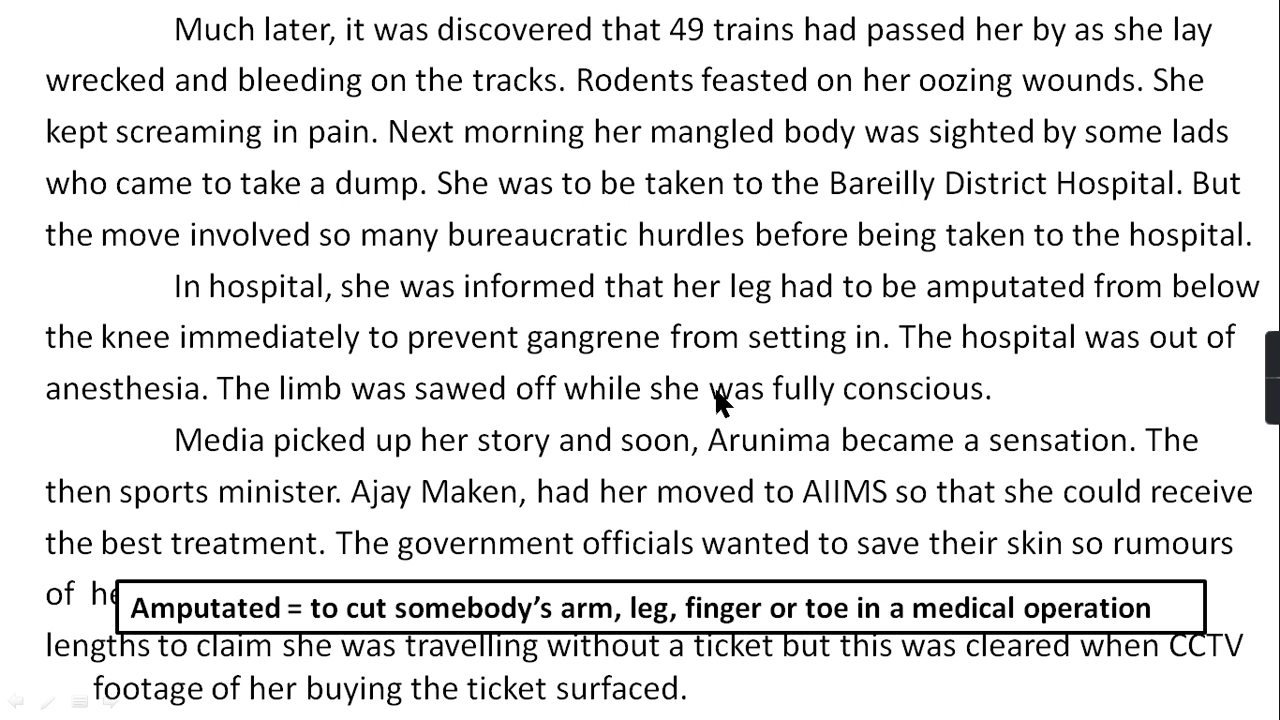 Much later, it was discovered that 49 trains had passed her by as she lay
wrecked and bleeding on the tracks. Rodents feasted on her oozing wounds. She
kept screaming in pain. Next morning her mangled body was sighted by some lads
who came to take a dump. She was to be taken to the Bareilly District Hospital. But
the move involved so many bureaucratic hurdles before being taken to the hospital.
In hospital, she was informed that her leg had to be amputated from below
the knee immediately to prevent gangrene from setting in. The hospital was out of
anesthesia. The limb was sawed off while she was fully conscious.
Media picked up her story and soon, Arunima became a sensation. The
then sports minister. Ajay Maken, had her moved to AIIMS so that she could receive
the best treatment. The government officials wanted to save their skin so rumours
of
Amputated = to cut somebody's arm, leg, finger or toe in a medical operation
lengths to claim she was travelling without a ticket but this was cleared when CCTV
footage of her buying the ticket surfaced.